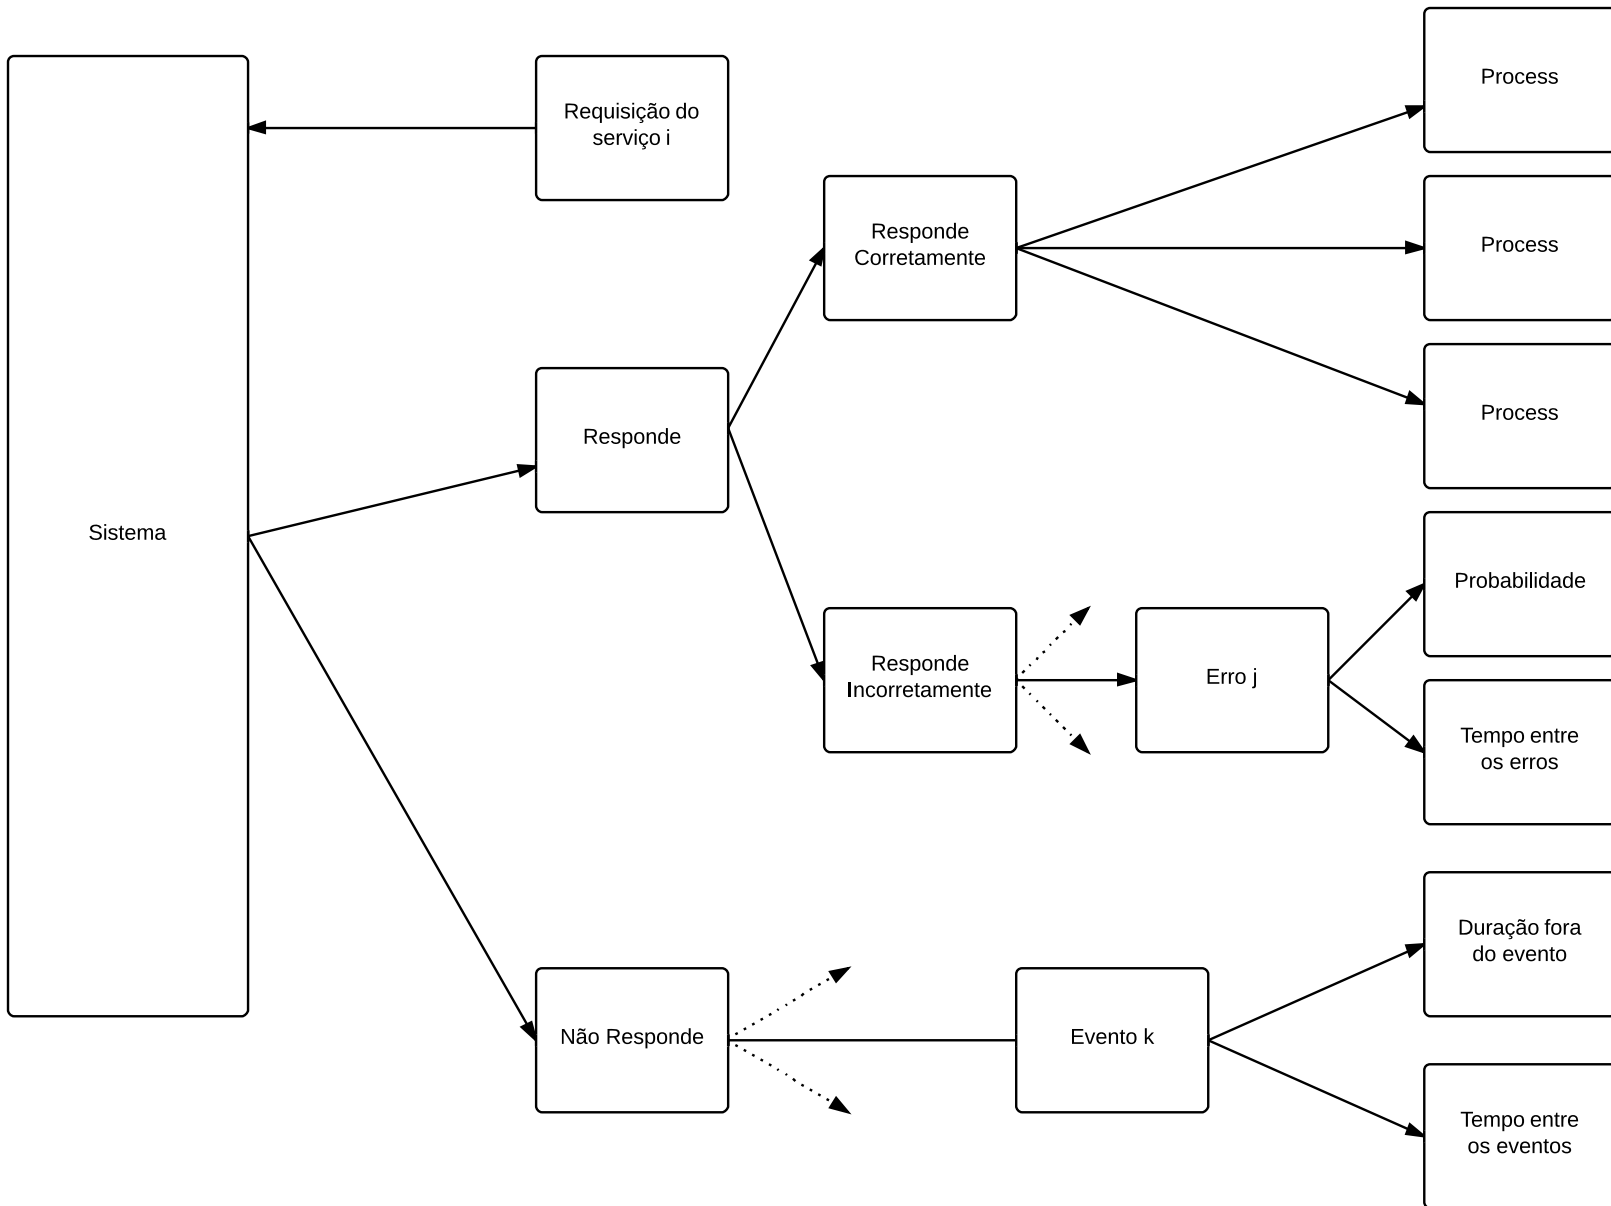 Sistema
Requisição do
serviço i
Responde
Não Responde
Responde
Corretamente
Responde
Incorretamente
Erro j
Evento k
Process
Process
Process
Probabilidade
Tempo entre
os erros
Duração fora
do evento
Tempo entre
os eventos